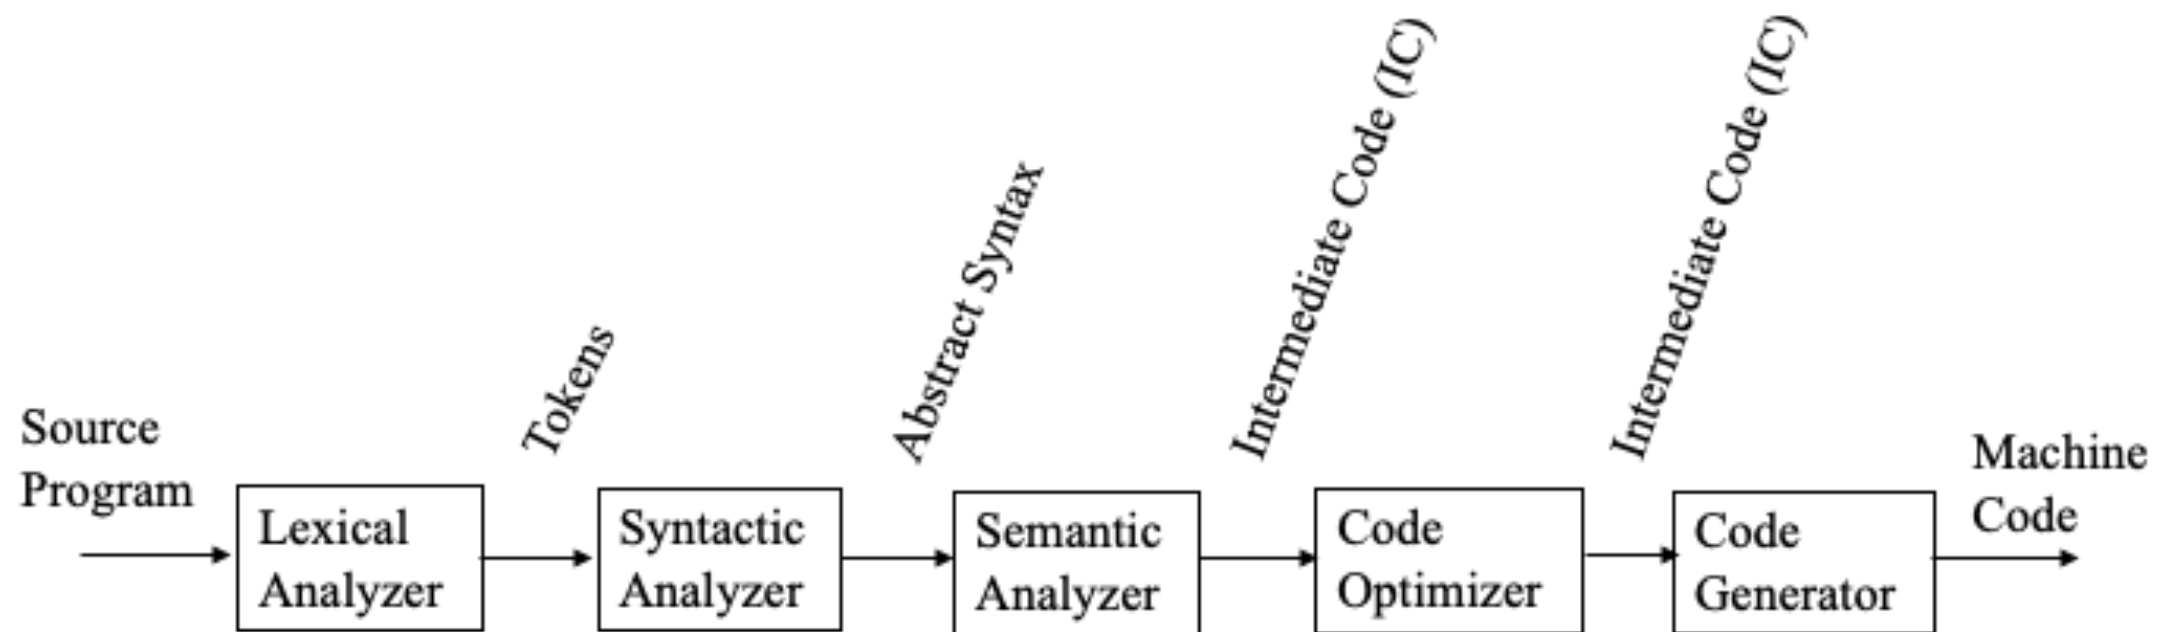 Source
Program
Lexical
Analyzer
Tokens
Syntactic
Analyzer
Abstract Syntax
Semantic
Analyzer
Intermediate Code (IC)
Code
Optimizer
Intermediate Code (IC)
Code
Generator
Machine
Code